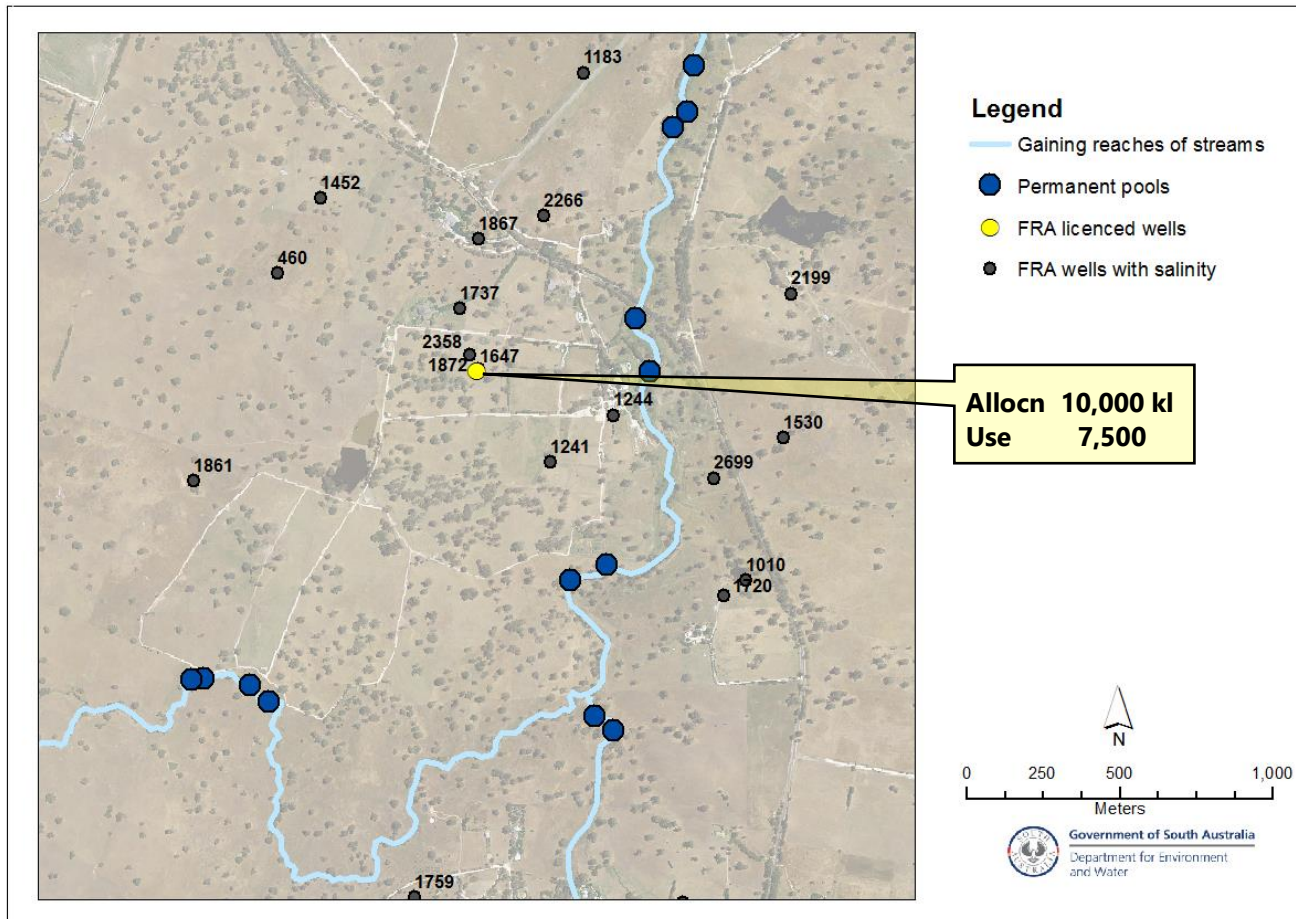 1183
1452
2266
1867
460
2199
1737
2358
1872 1647
1244
1530
1241
1861
2699
1010
1720
1759
Allocn 10,000 kl
Use 7,500
Legend
Gaining reaches of streams
Permanent pools
FRA licenced wells
FRA wells with salinity
N
0 250 500 1,000
Meters
SOUTH
AUSTRALIA
Government of South Australia
Department for Environment
and Water